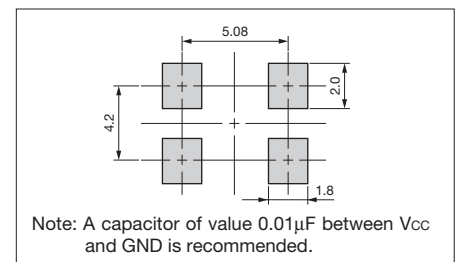 5.08
2.0
4.2
1.8
Note: A capacitor of value 0.01µF between Vcc
and GND is recommended.